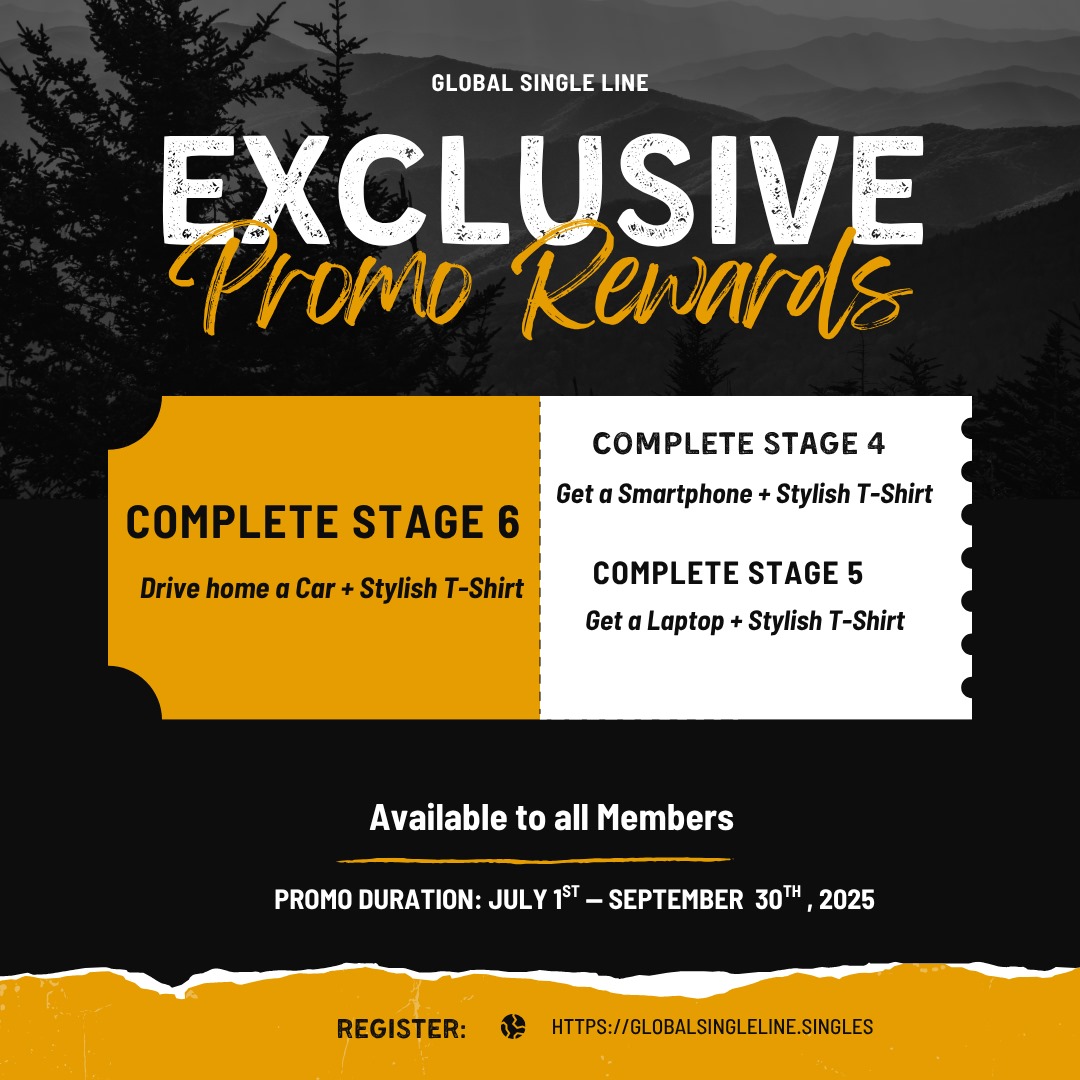 GLOBAL SINGLE LINE
EXCLUSIVE
Promo Rewards
COMPLETE STAGE 6
Drive home a Car + Stylish T-Shirt
COMPLETE STAGE 4
Get a Smartphone + Stylish T-Shirt
COMPLETE STAGE 5
Get a Laptop + Stylish T-Shirt
Available to all Members
PROMO DURATION: JULY 1ST – SEPTEMBER 30TH , 2025
REGISTER: HTTPS://GLOBALSINGLELINE.SINGLES